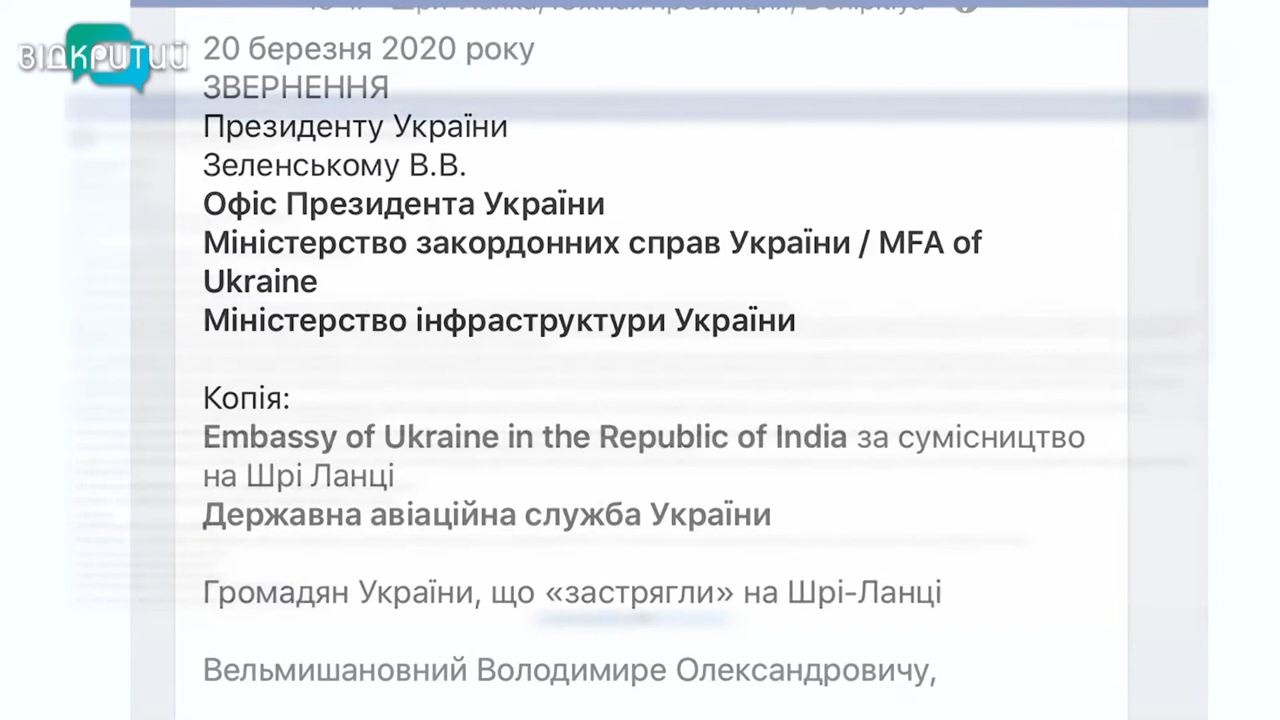 ВІДКРИТИЙ
20 березня 2020 року
ЗВЕРНЕННЯ
Президенту України
Зеленському В.В.
Офіс Президента України
Міністерство закордонних справ України / MFA of
Ukraine
Міністерство інфраструктури України
Копія:
Embassy of Ukraine in the Republic of India за сумісництво
на Шрі Ланці
Державна авіаційна служба України
Громадян України, що «застрягли» на Шрі-Ланці
Вельмишановний Володимире Олександровичу,